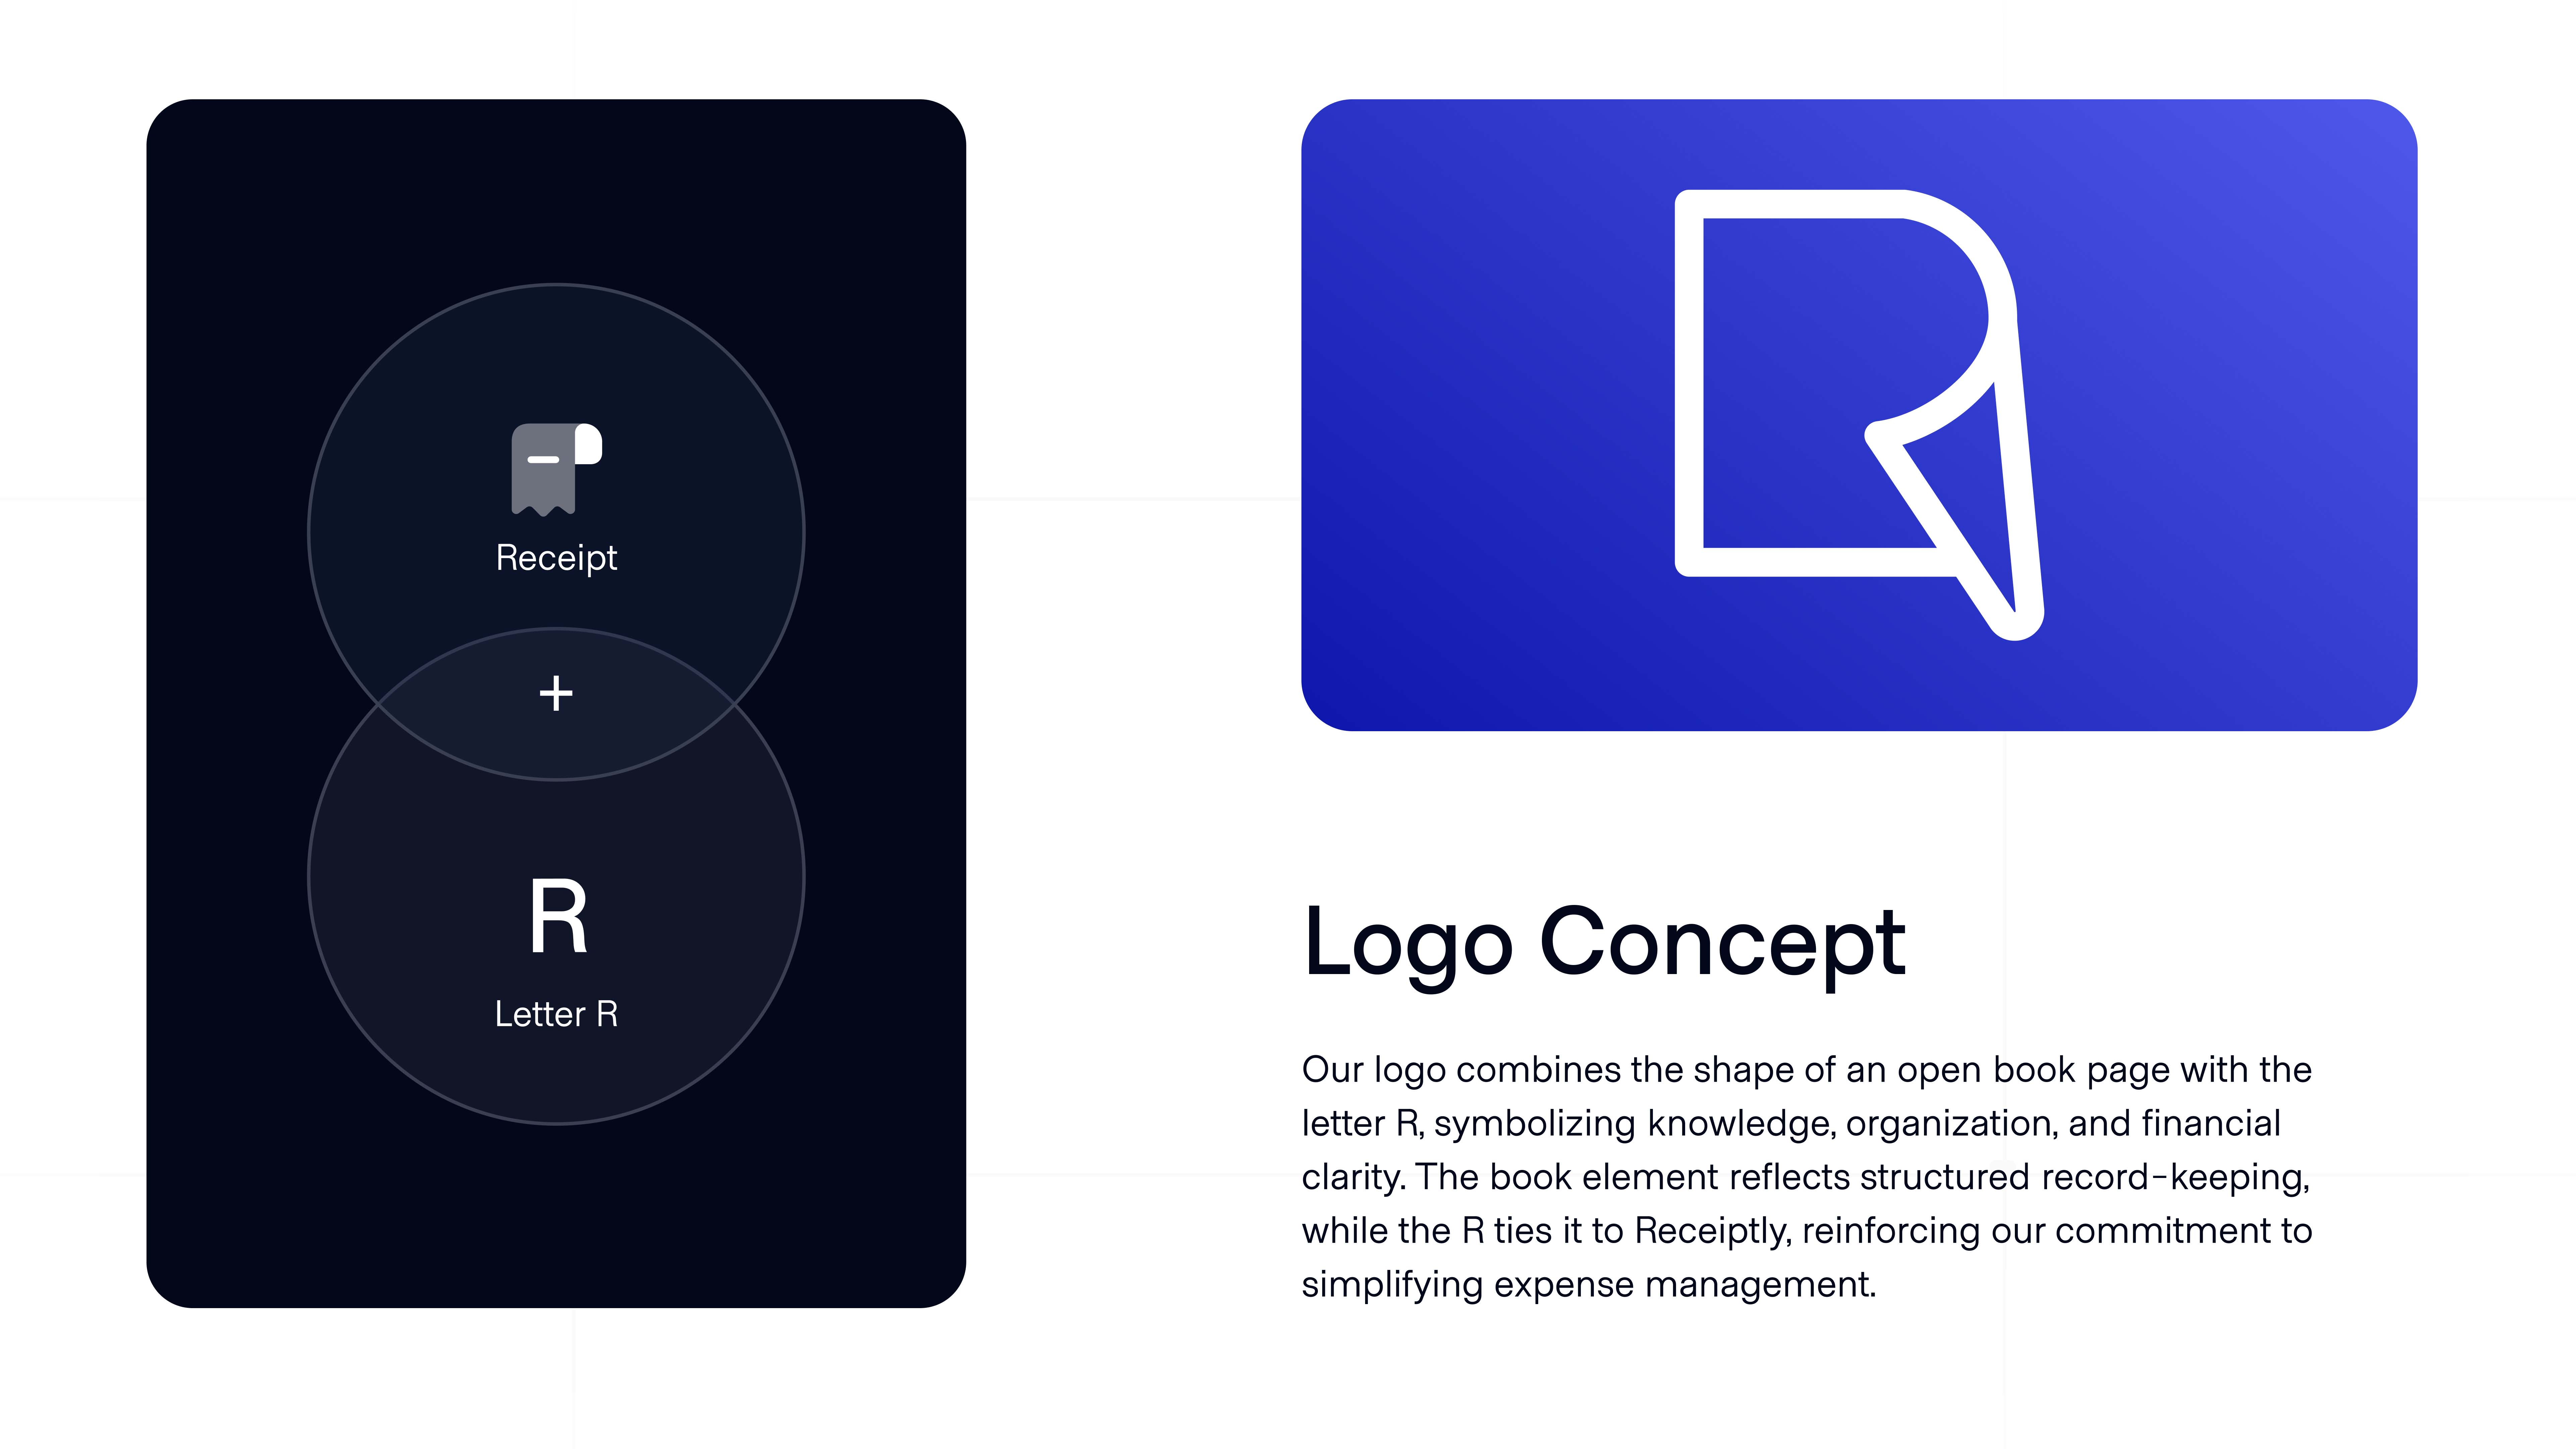 Receipt
+
R
Letter R
Logo Concept
Our logo combines the shape of an open book page with the
letter R, symbolizing knowledge, organization, and financial
clarity. The book element reflects structured record-keeping,
while the R ties it to Receiptly, reinforcing our commitment to
simplifying expense management.